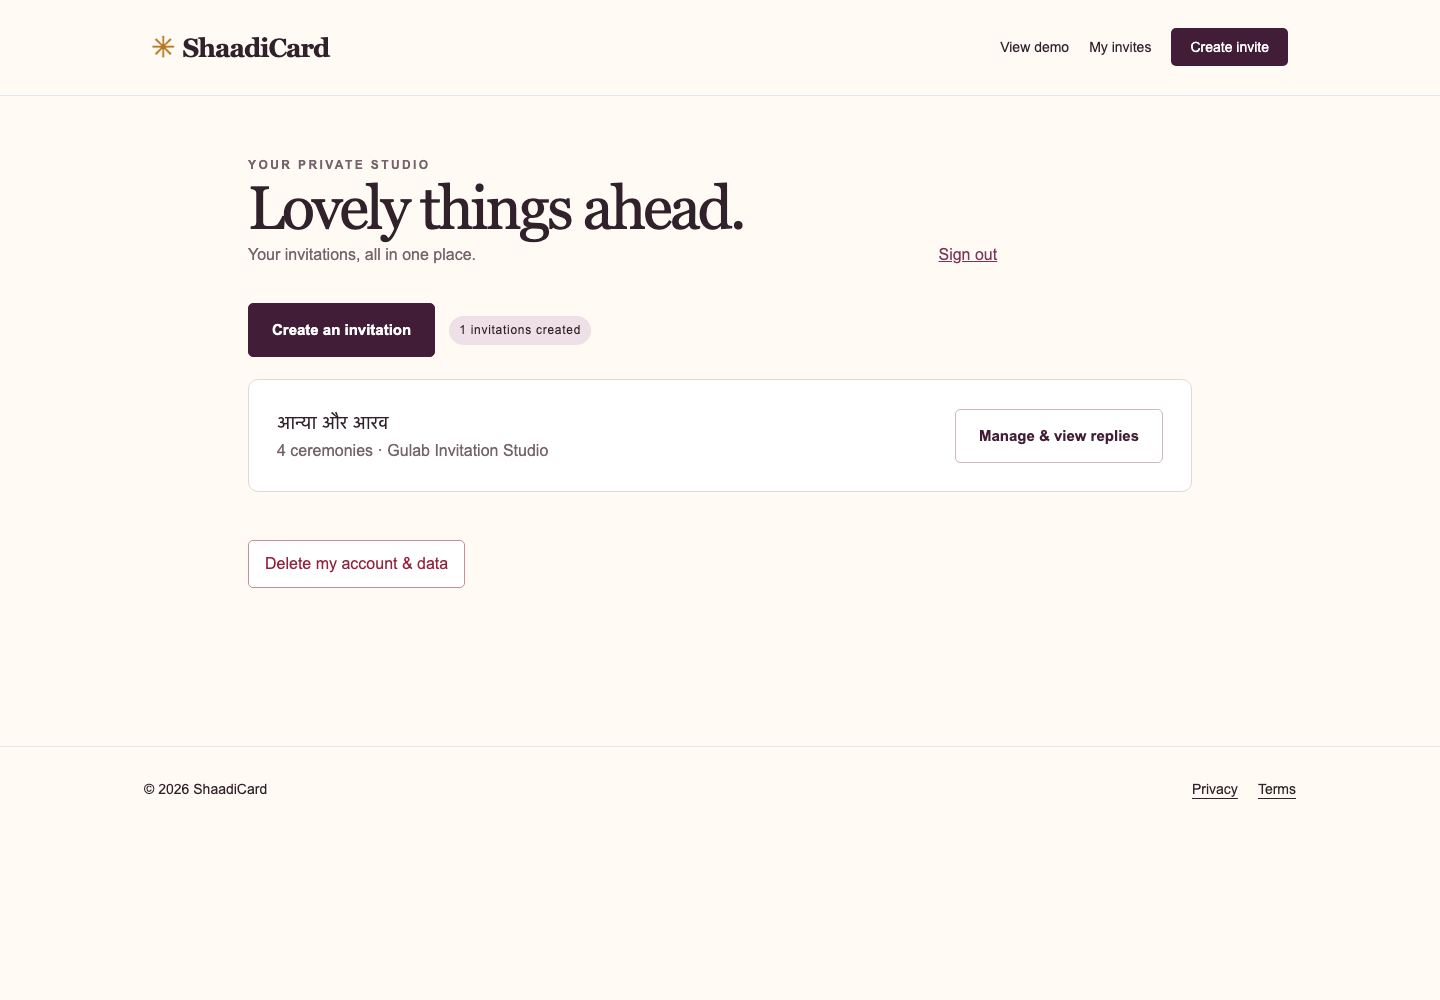 ShaadiCard
View demo
My invites
Create invite
YOUR PRIVATE STUDIO
Lovely things ahead.
Your invitations, all in one place.
Sign out
Create an invitation
1 invitations created
आन्या और आरव
4 ceremonies · Gulab Invitation Studio
Manage & view replies
Delete my account & data
© 2026 ShaadiCard
Privacy
Terms